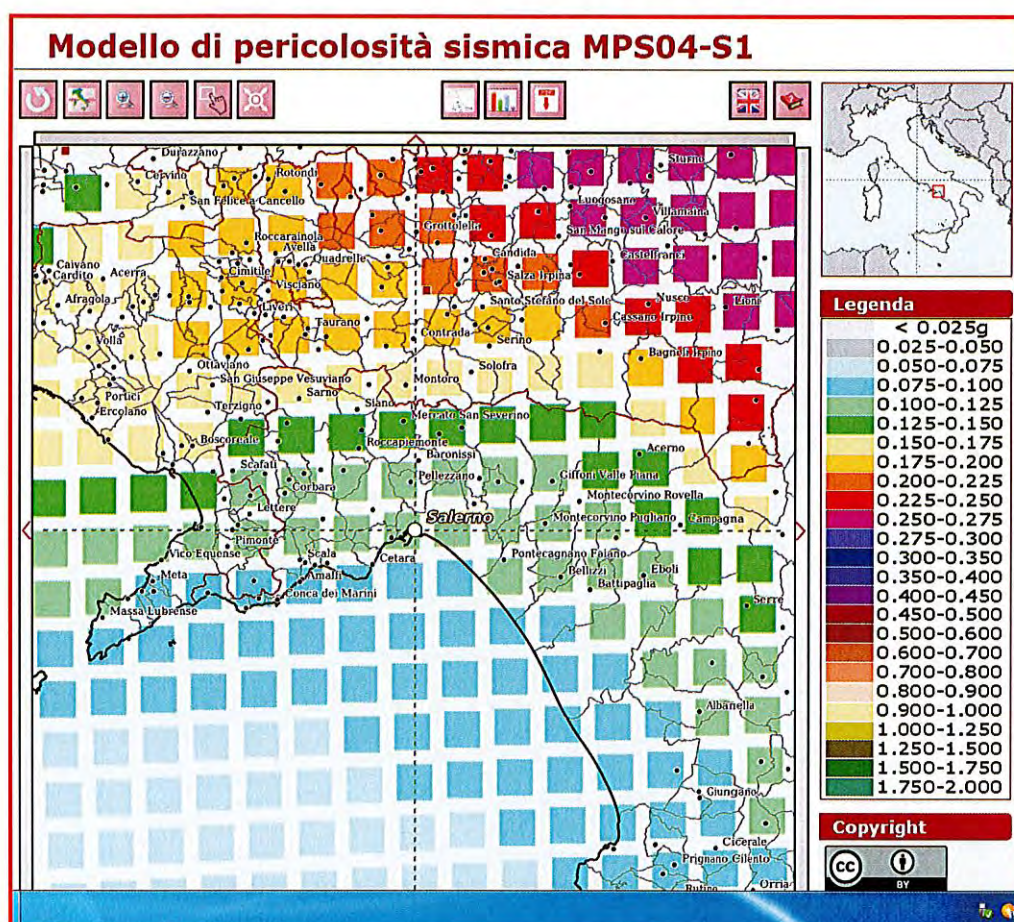 Modello di pericolosità sismica MPS04-S1
Durazzano
Cervino
Rotondi
Sturno
San Felice a Cancello
Luogosano
Villamaina
Grottolella
Roccarainola
San Mango sul Calore
Avella
Candida
Castelfranci
Caivano
Quadrelle
Cardito
Acerra
Cimitile
Salza Irpina
Visciano
Afragola
Santo Stefano del Sole
Nusco
Lioni
Liveri
Cassano Irpino
Taurano
Contrada
Volla
Serino
Bagnoli Irpino
Ottaviano
Solofra
San Giuseppe Vesuviano
Montoro
Portici
Sarno
Ercolano
Terzigno
Siano
Mercato San Severino
Boscoreale
Roccapiemonte
Acerno
Baronissi
Scafati
Pellezzano
Giffoni Valle Piana
Corbara
Montecorvino Rovella
Lettere
Salerno
Montecorvino Pugliano
Campagna
Pimonte
Vico Equense
Scala
Cetara
Pontecagnano Faiano
Meta
Amalfi
Bellizzi
Eboli
Conca dei Marini
Battipaglia
Massa Lubrense
Serre
Albanella
Giungano
Cicerale
Prignano Cilento
Rutino
Orria
Legenda
< 0.025g
0.025-0.050
0.050-0.075
0.075-0.100
0.100-0.125
0.125-0.150
0.150-0.175
0.175-0.200
0.200-0.225
0.225-0.250
0.250-0.275
0.275-0.300
0.300-0.350
0.350-0.400
0.400-0.450
0.450-0.500
0.500-0.600
0.600-0.700
0.700-0.800
0.800-0.900
0.900-1.000
1.000-1.250
1.250-1.500
1.500-1.750
1.750-2.000
Copyright
cc
BY